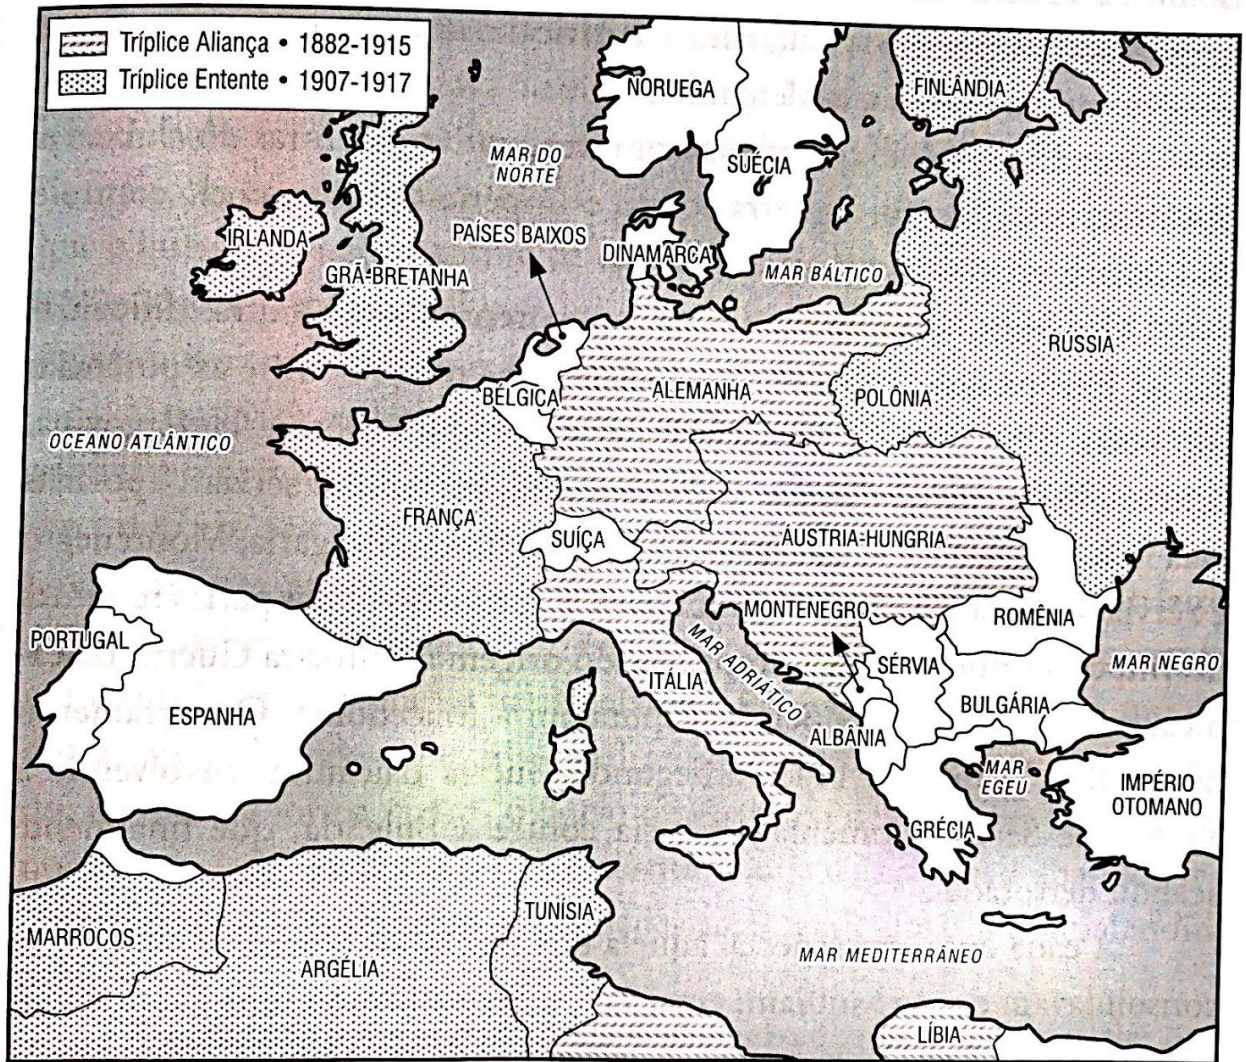 Tríplice Aliança • 1882-1915
Tríplice Entente • 1907-1917
NORUEGA
FINLÂNDIA
MAR DO
NORTE
SUÉCIA
IRLANDA
PAÍSES BAIXOS
DINAMARCA
GRÃ-BRETANHA
MAR BÁLTICO
RUSSIA
BÉLGICA
ALEMANHA
POLÔNIA
OCEANO ATLÂNTICO
FRANÇA
SUÍÇA
ÁUSTRIA-HUNGRIA
MONTENEGRO
ROMÊNIA
PORTUGAL
MAR ADRIÁTICO
SÉRVIA
MAR NEGRO
ITÁLIA
ESPANHA
BULGÁRIA
ALBÂNIA
MAR
EGEU
IMPÉRIO
OTOMANO
GRÉCIA
TUNÍSIA
MARROCOS
ARGÉLIA
MAR MEDITERRÂNEO
LÍBIA